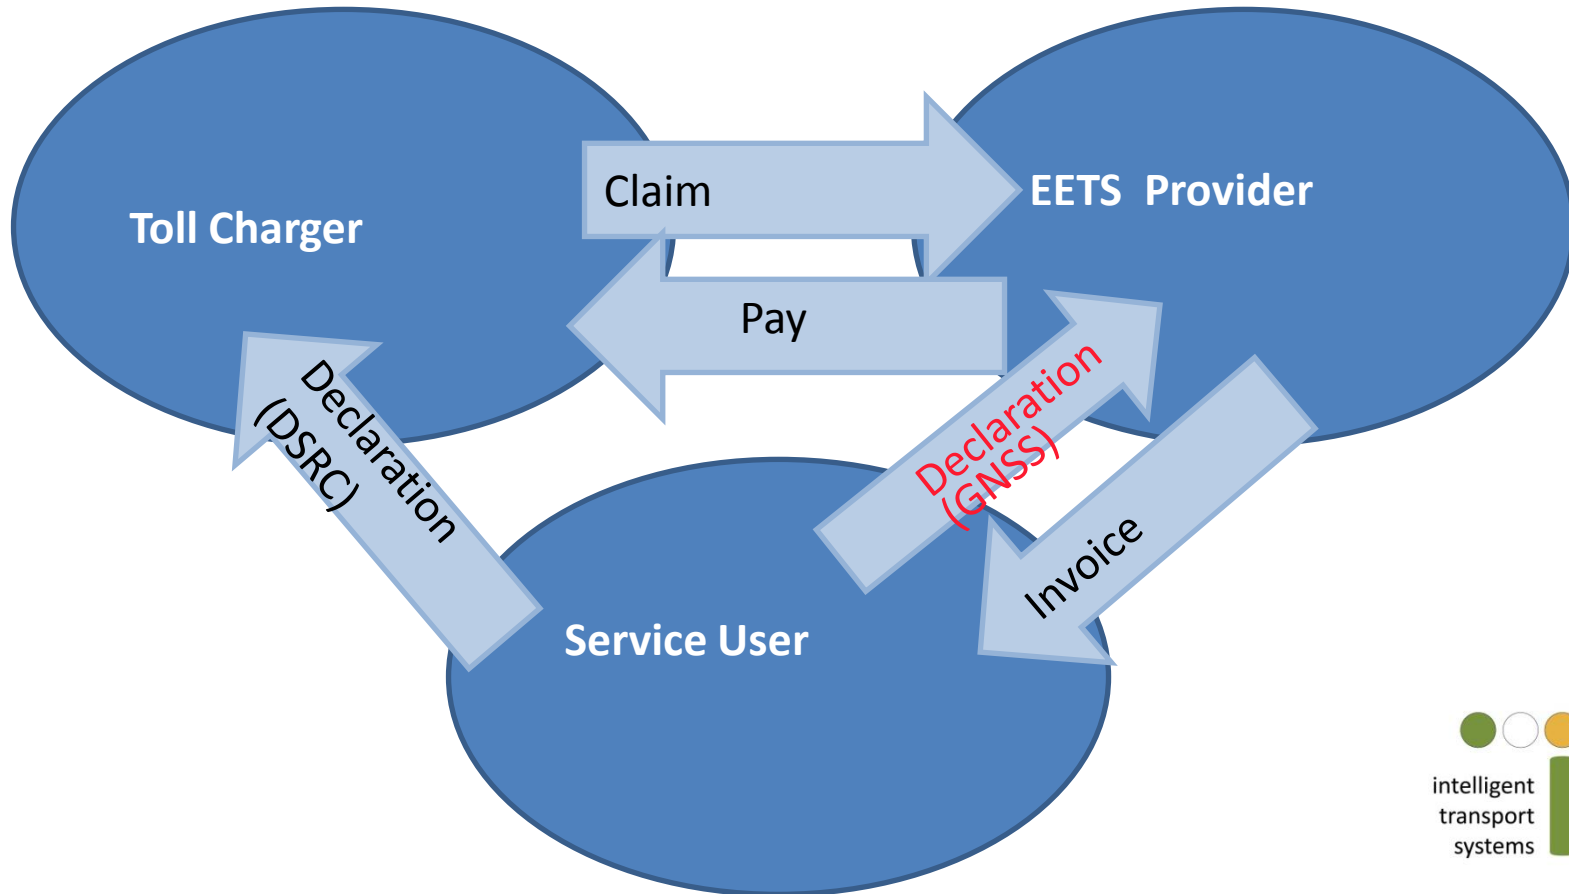 Claim
EETS  Provider
Toll Charger
Pay
Declaration
(DSRC)
Declaration
(GNSS)
Invoice
Service User
intelligent
transport
systems